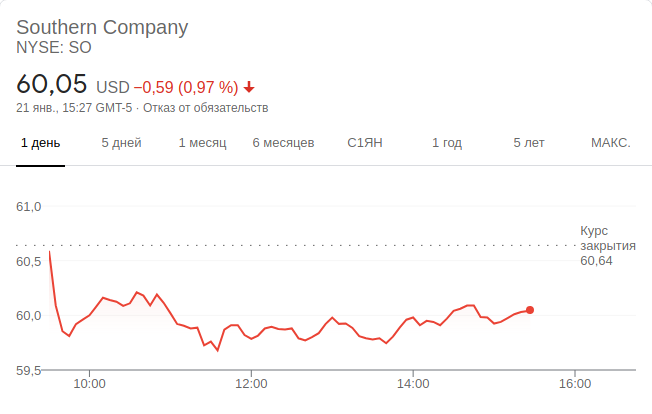 Southern Company
NYSE: SO
60,05 USD −0,59 (0,97 %)
21 янв., 15:27 GMT-5 · Отказ от обязательств
1 день 5 дней 1 месяц 6 месяцев С1ЯН 1 год 5 лет МАКС.
61,0
Курс
закрытия
60,64
60,5
60,0
59,5
10:00 12:00 14:00 16:00